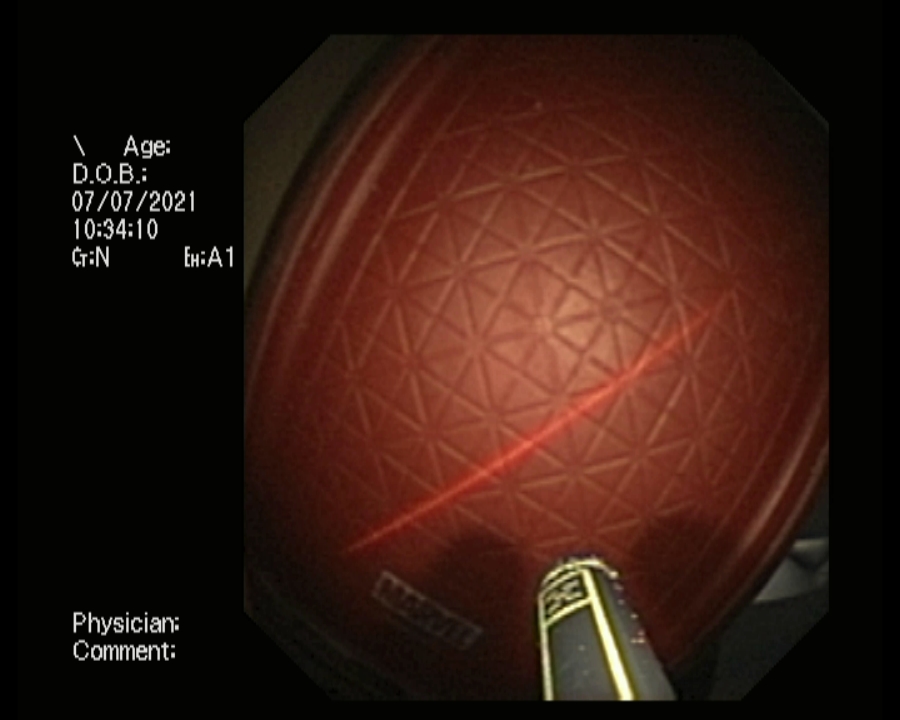 \ Age:
D.O.B.:
07/07/2021
10:34:10
Cr:N EH:A1
Physician:
Comment: